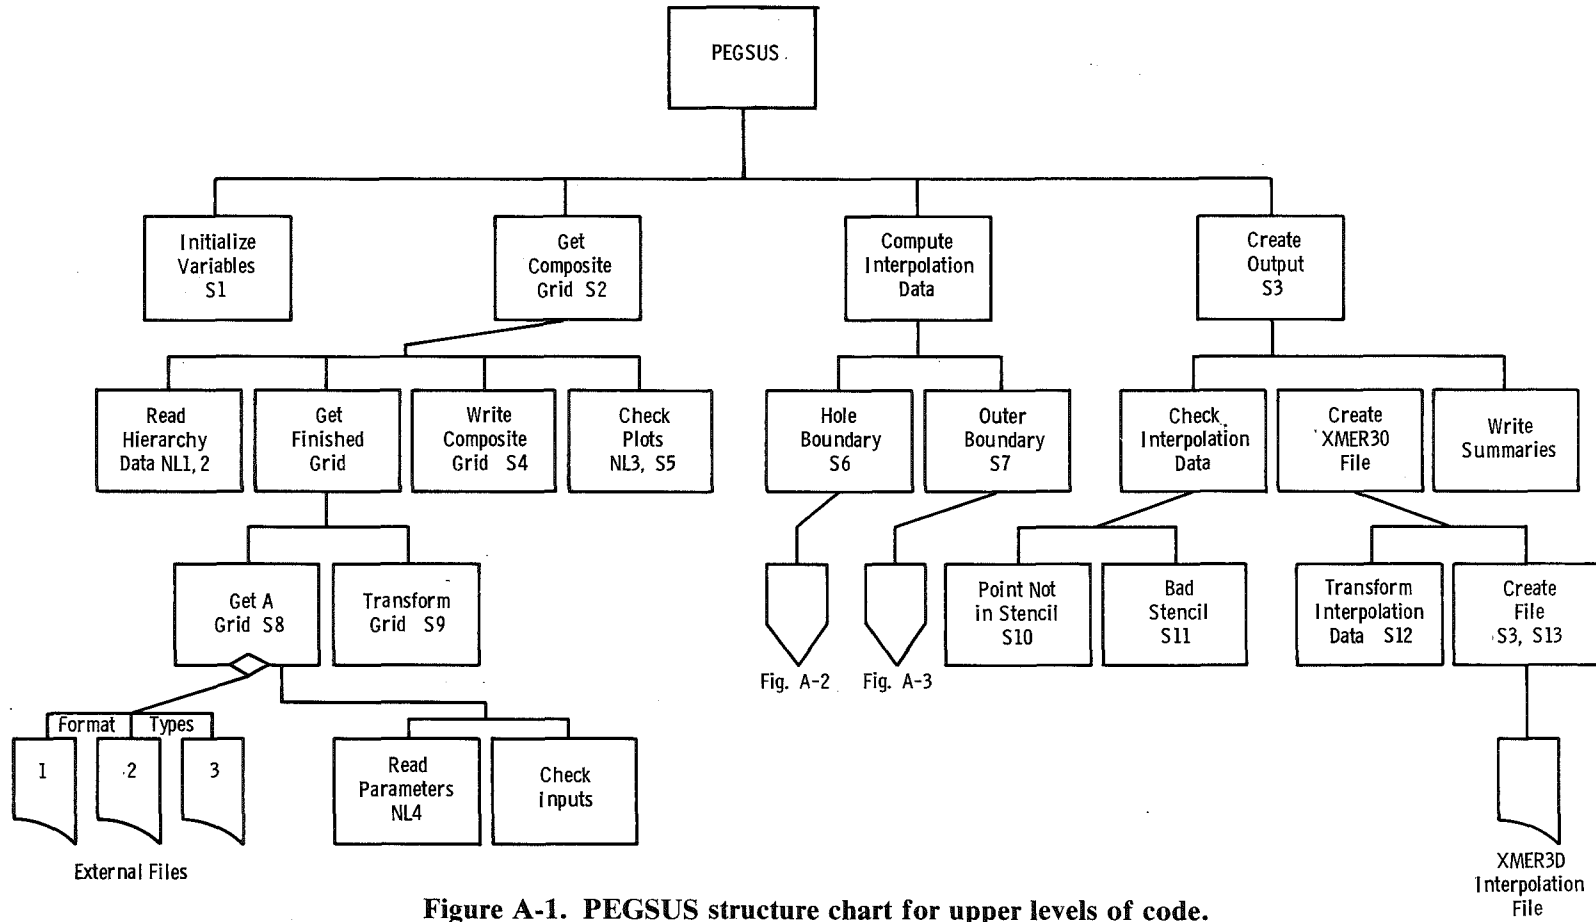 PEGSUS
Initialize
Variables
S1
Get
Composite
Grid S2
Compute
Interpolation
Data
Create
Output
S3
Read
Hierarchy
Data NL1, 2
Get
Finished
Grid
Write
Composite
Grid S4
Check
Plots
NL3, S5
Hole
Boundary
S6
Outer
Boundary
S7
Check
Interpolation
Data
Create
XMER30
File
Write
Summaries
Get A
Grid S8
Transform
Grid S9
Fig. A-2
Fig. A-3
Point Not
in Stencil
S10
Bad
Stencil
S11
Transform
Interpolation
Data S12
Create
File
S3, S13
Format Types
1
2
3
External Files
Read
Parameters
NL4
Check
inputs
XMER3D
Interpolation
File
Figure A-1. PEGSUS structure chart for upper levels of code.